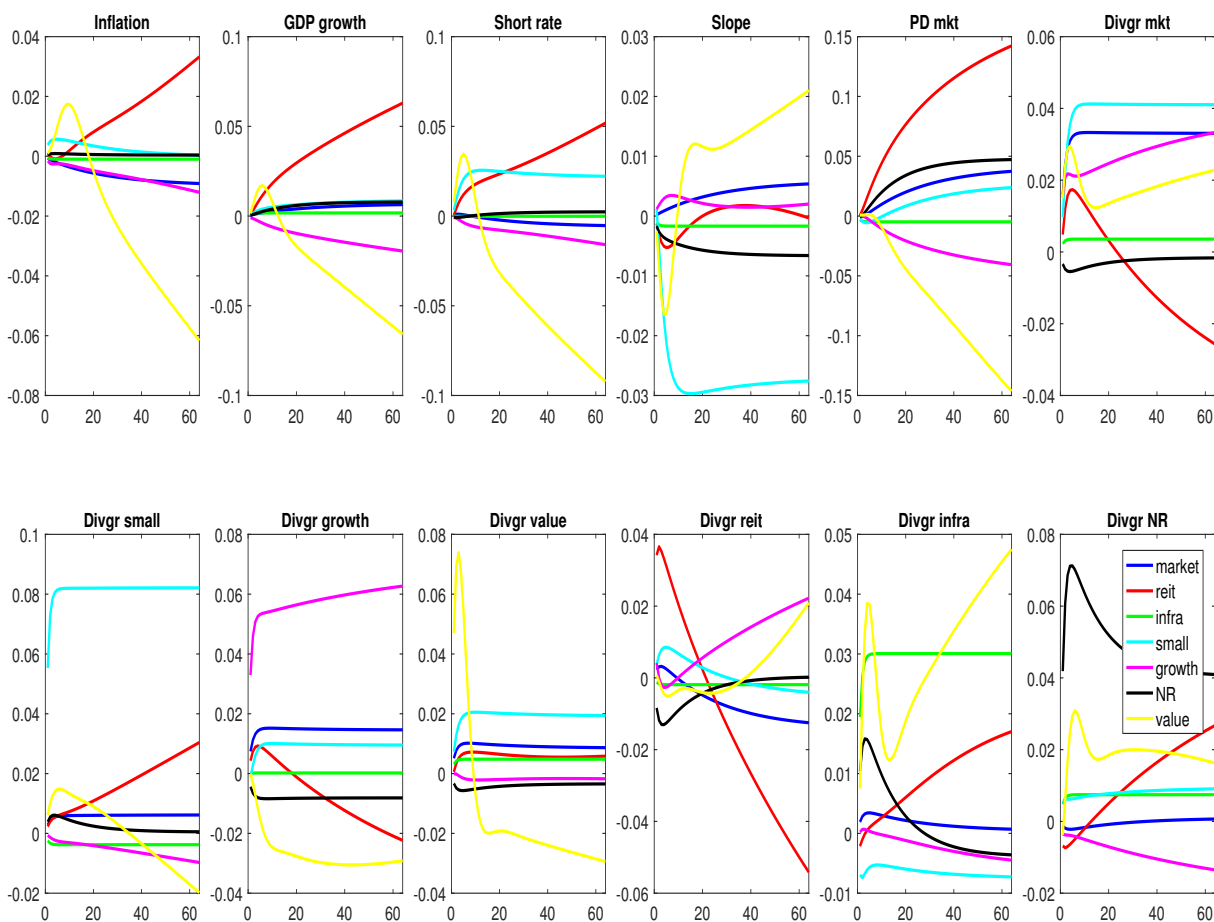 Inflation GDP growth Short rate Slope PD mkt Divgr mkt
0.04 0.1 0.1 0.03 0.15 0.06
0.02 0.05 0.05 0.02 0.1 0.04
0 0 0 0.01 0.05 0.02
-0.02 -0.05 -0.05 0 0 0
-0.04 -0.1 -0.1 -0.01 -0.05 -0.02
-0.06 -0.02 -0.1 -0.04
-0.08 -0.03 -0.15
0 20 40 60 0 20 40 60 0 20 40 60 0 20 40 60 0 20 40 60 0 20 40 60
Divgr small Divgr growth Divgr value Divgr reit Divgr infra Divgr NR
0.1 0.08 0.08 0.04 0.05 0.08
0.08 0.06 0.06 0.02 0.04 0.06
0.06 0.04 0.04 0 0.03 0.04
0.04 0.02 0.02 -0.02 0.02 0.02
0.02 0 0 -0.04 0.01 0
0 -0.02 -0.02 -0.06 0 -0.02
-0.02 -0.04 -0.04 -0.01
market
reit
infra
small
growth
NR
value
0 20 40 60 0 20 40 60 0 20 40 60 0 20 40 60 0 20 40 60 0 20 40 60